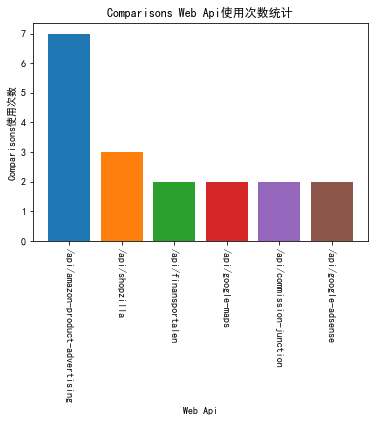 Comparisons Web Api使用次数统计
Comparisons使用次数
7
6
5
4
3
2
1
0
/api/amazon-product-advertising
/api/shopzilla
/api/finansportalen
/api/google-maps
/api/commission-junction
/api/google-adsense
Web Api